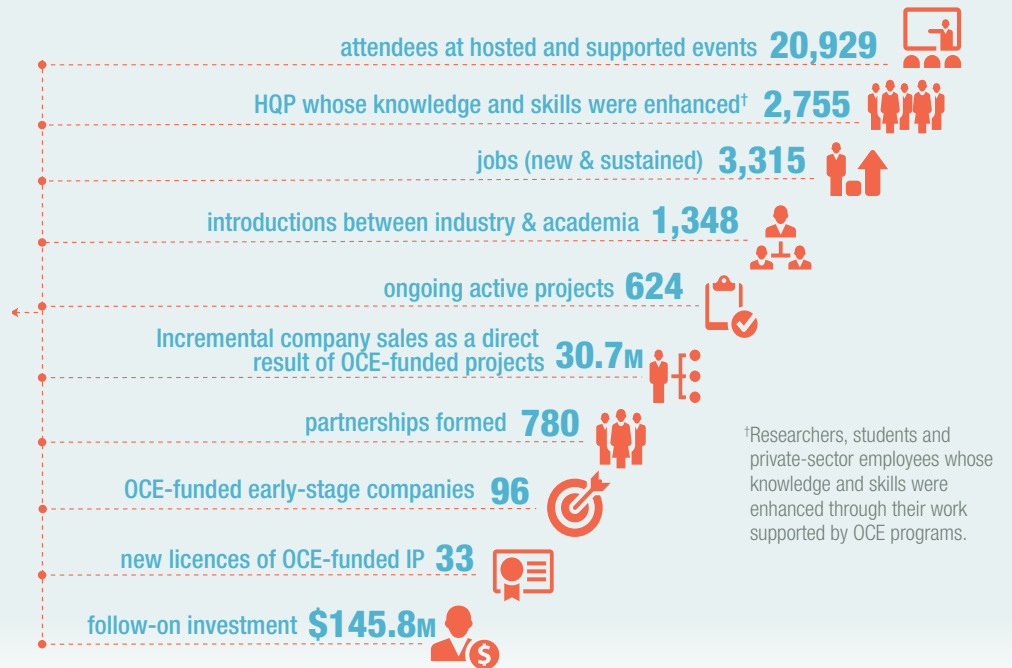 attendees at hosted and supported events 20,929
HQP whose knowledge and skills were enhanced† 2,755
jobs (new & sustained) 3,315
introductions between industry & academia 1,348
ongoing active projects 624
Incremental company sales as a direct
result of OCE-funded projects 30.7M
partnerships formed 780
OCE-funded early-stage companies 96
new licences of OCE-funded IP 33
follow-on investment $145.8M
$
†Researchers, students and
private-sector employees whose
knowledge and skills were
enhanced through their work
supported by OCE programs.